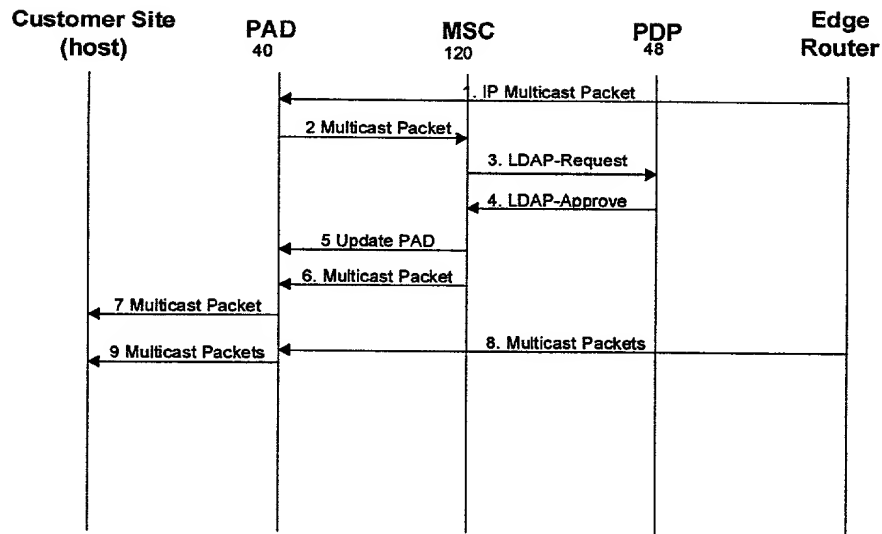 Customer Site
(host)
PAD
40
MSC
120
PDP
48
Edge
Router
1. IP Multicast Packet
2 Multicast Packet
3. LDAP-Request
4. LDAP-Approve
5 Update PAD
6. Multicast Packet
7 Multicast Packet
8. Multicast Packets
9 Multicast Packets